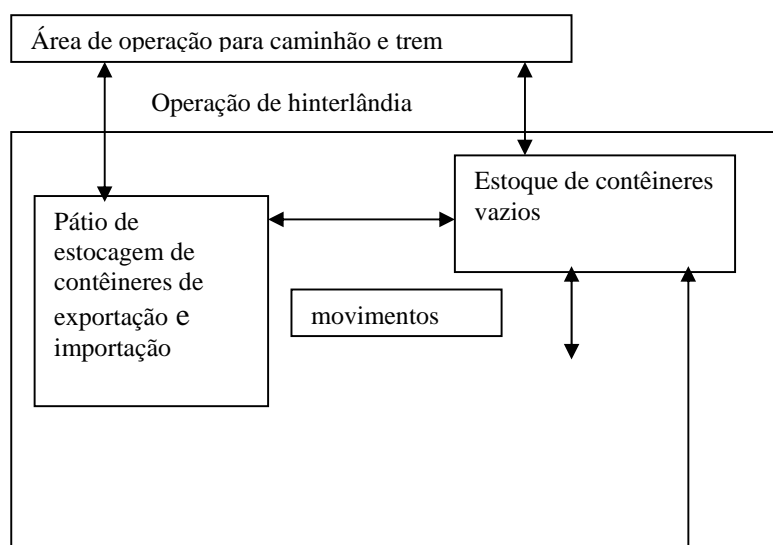 Área de operação para caminhão e trem
Operação de hinterlândia
Estoque de contêineres
vazios
Pátio de
estocagem de
contêineres de
exportação e
importação
movimentos